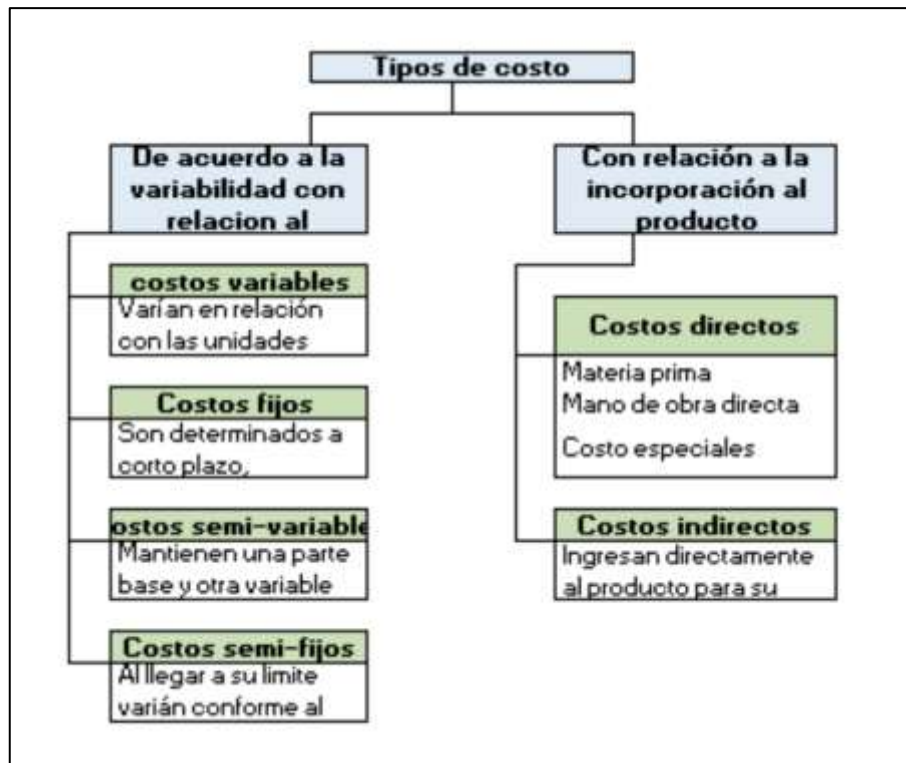 Tipos de costo
De acuerdo a la
variabilidad con
relacion al
costos variables
Varían en relación
con las unidades
Costos fijos
Son determinados a
corto plazo,
ostos semi-variable
Mantienen una parte
base y otra variable
Costos semi-fijos
Al llegar a su limite
varián conforme al
Con relación a la
incorporación al
producto
Costos directos
Materia prima
Mano de obra directa
Costo especiales
Costos indirectos
Ingresan directamente
al producto para su